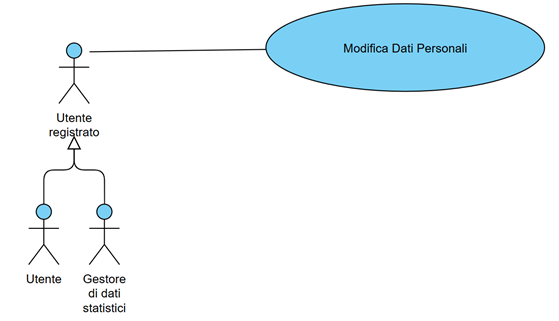 Modifica Dati Personali
Utente
registrato
Utente
Gestore
di dati
statistici